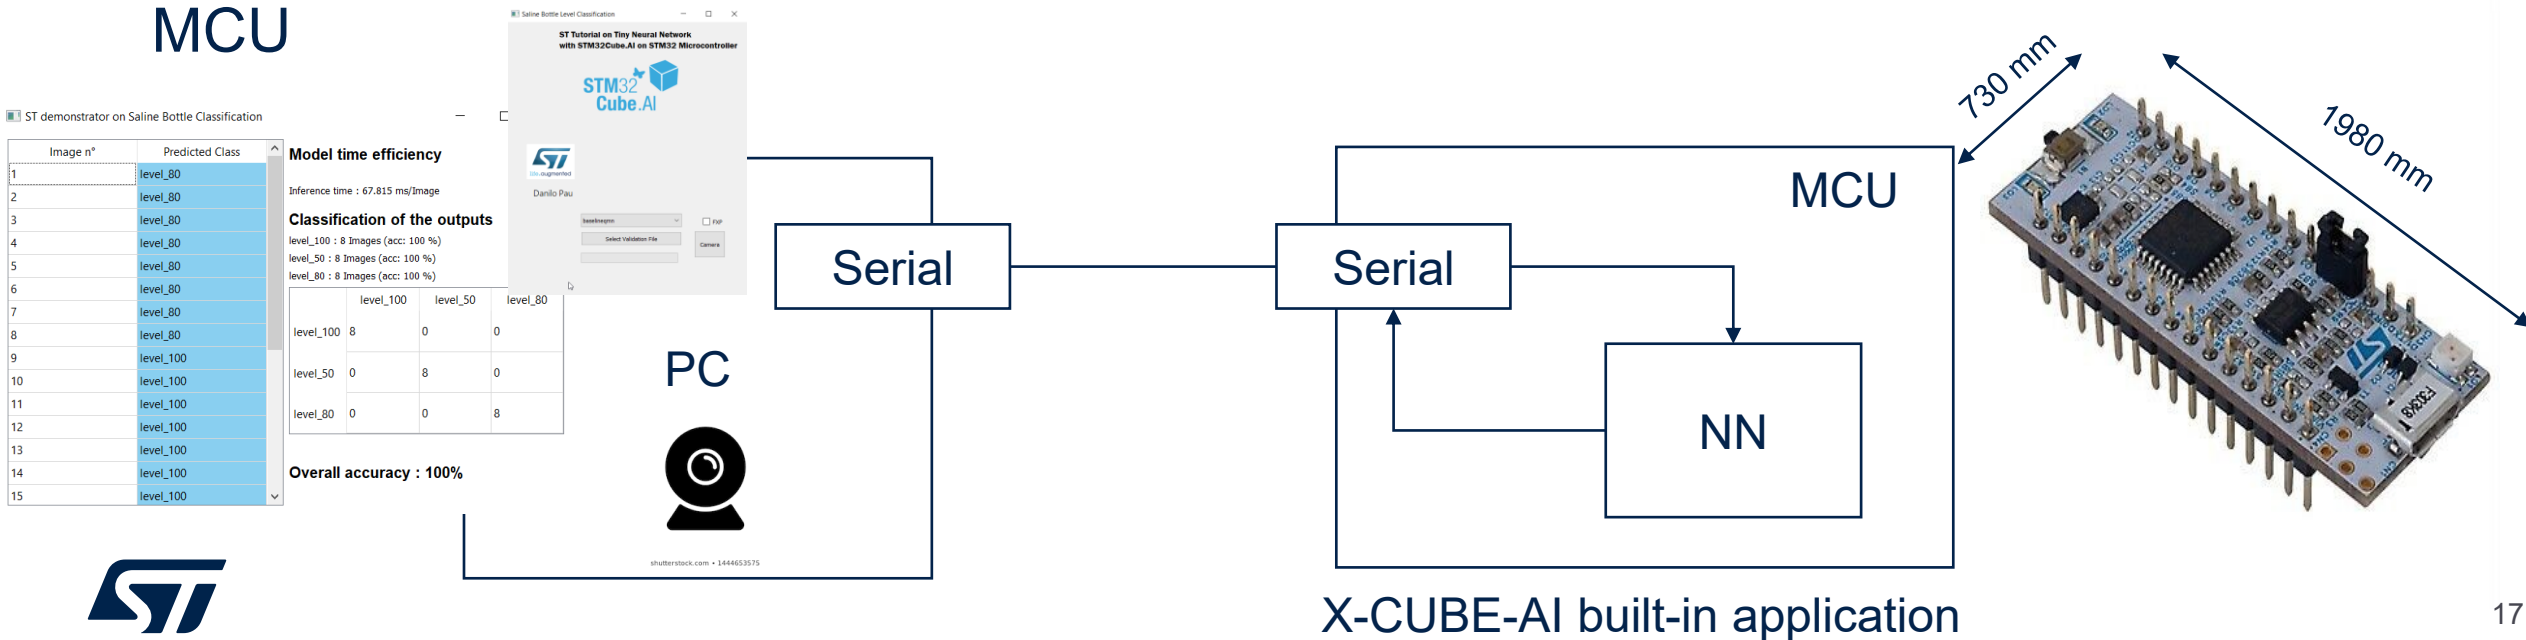 MCU
Saline Bottle Level Classification
ST Tutorial on Tiny Neural Network
with STM32Cube.AI on STM32 Microcontroller
STM32
Cube.AI
life.augmented
Danilo Pau
Select Validation File
FXP
Camera
ST demonstrator on Saline Bottle Classification
Image n° Predicted Class
1 level_80
2 level_80
3 level_80
4 level_80
5 level_80
6 level_80
7 level_80
8 level_80
9 level_100
10 level_100
11 level_100
12 level_100
13 level_100
14 level_100
15 level_100
Model time efficiency
Inference time : 67.815 ms/Image
Classification of the outputs
level_100 : 8 Images (acc: 100 %)
level_50 : 8 Images (acc: 100 %)
level_80 : 8 Images (acc: 100 %)
level_100 level_50 level_80
level_100 8 0 0
level_50 0 8 0
level_80 0 0 8
Overall accuracy : 100%
Serial
PC
shutterstock.com • 1444653575
Serial
MCU
NN
X-CUBE-AI built-in application
730 mm
1980 mm
F303K8
ST
17